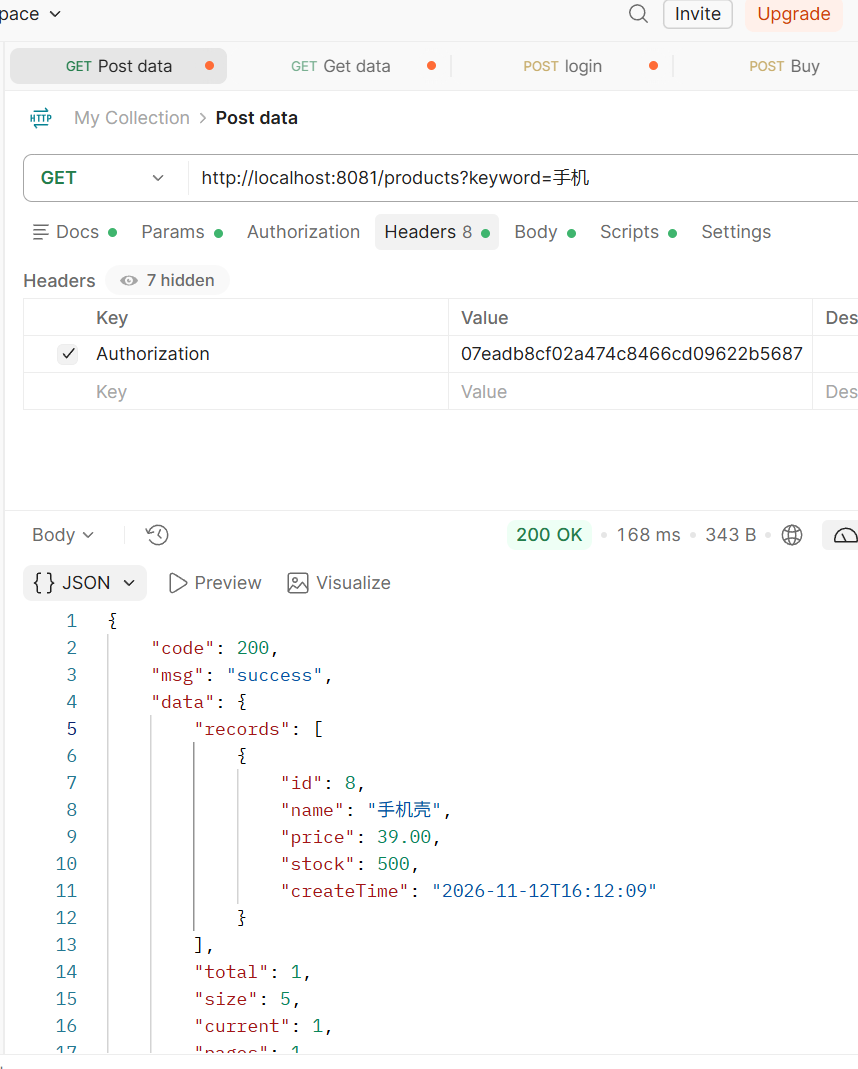 pace
Invite
Upgrade
GET Post data
GET Get data
POST login
POST Buy
HTTP My Collection > Post data
GET
http://localhost:8081/products?keyword=手机
Docs
Params
Authorization
Headers 8
Body
Scripts
Settings
Headers
7 hidden
Key Value Des
Authorization 07eadb8cf02a474c8466cd09622b5687
Key Value Des
Body
200 OK • 168 ms • 343 B
{ } JSON
Preview
Visualize
1 {
2 "code": 200,
3 "msg": "success",
4 "data": {
5 "records": [
6 {
7 "id": 8,
8 "name": "手机壳",
9 "price": 39.00,
10 "stock": 500,
11 "createTime": "2026-11-12T16:12:09"
12 }
13 ],
14 "total": 1,
15 "size": 5,
16 "current": 1,
17 "pages": 1